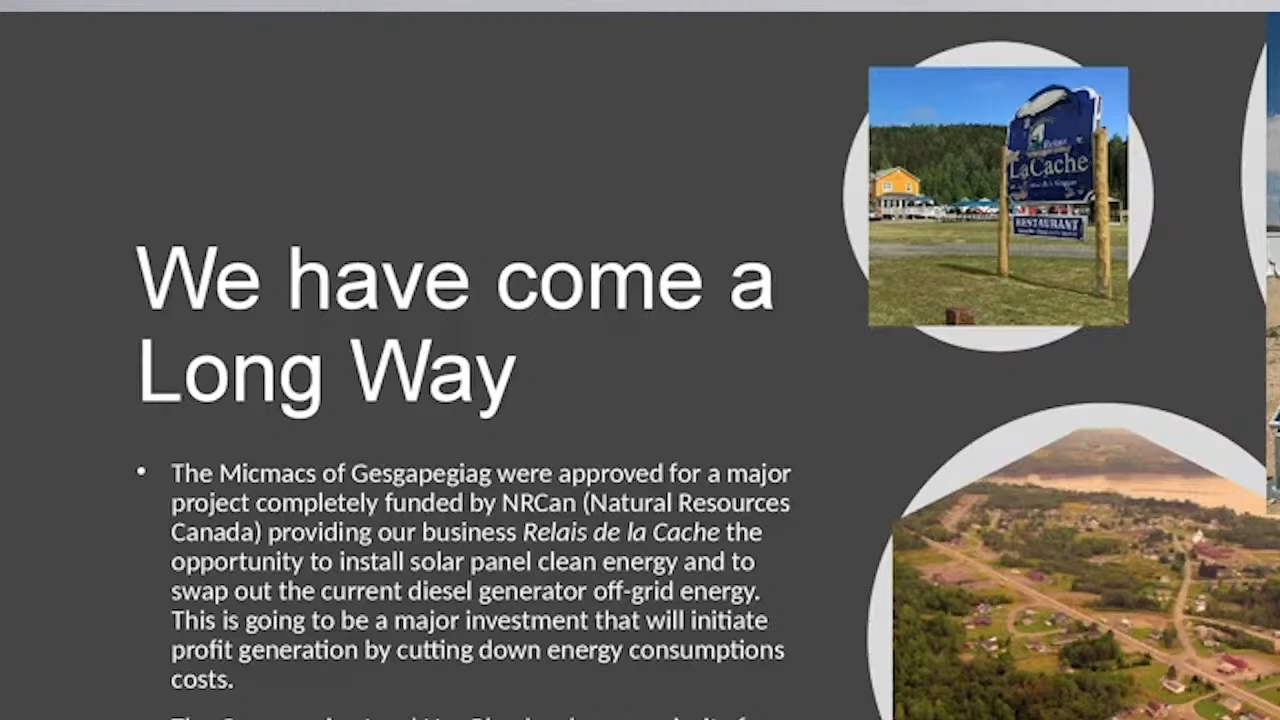 We have come a
Long Way
• The Micmacs of Gesgapegiag were approved for a major
project completely funded by NRCan (Natural Resources
Canada) providing our business Relais de la Cache the
opportunity to install solar panel clean energy and to
swap out the current diesel generator off-grid energy.
This is going to be a major investment that will initiate
profit generation by cutting down energy consumptions
costs.
LaCache
RESTAURANT